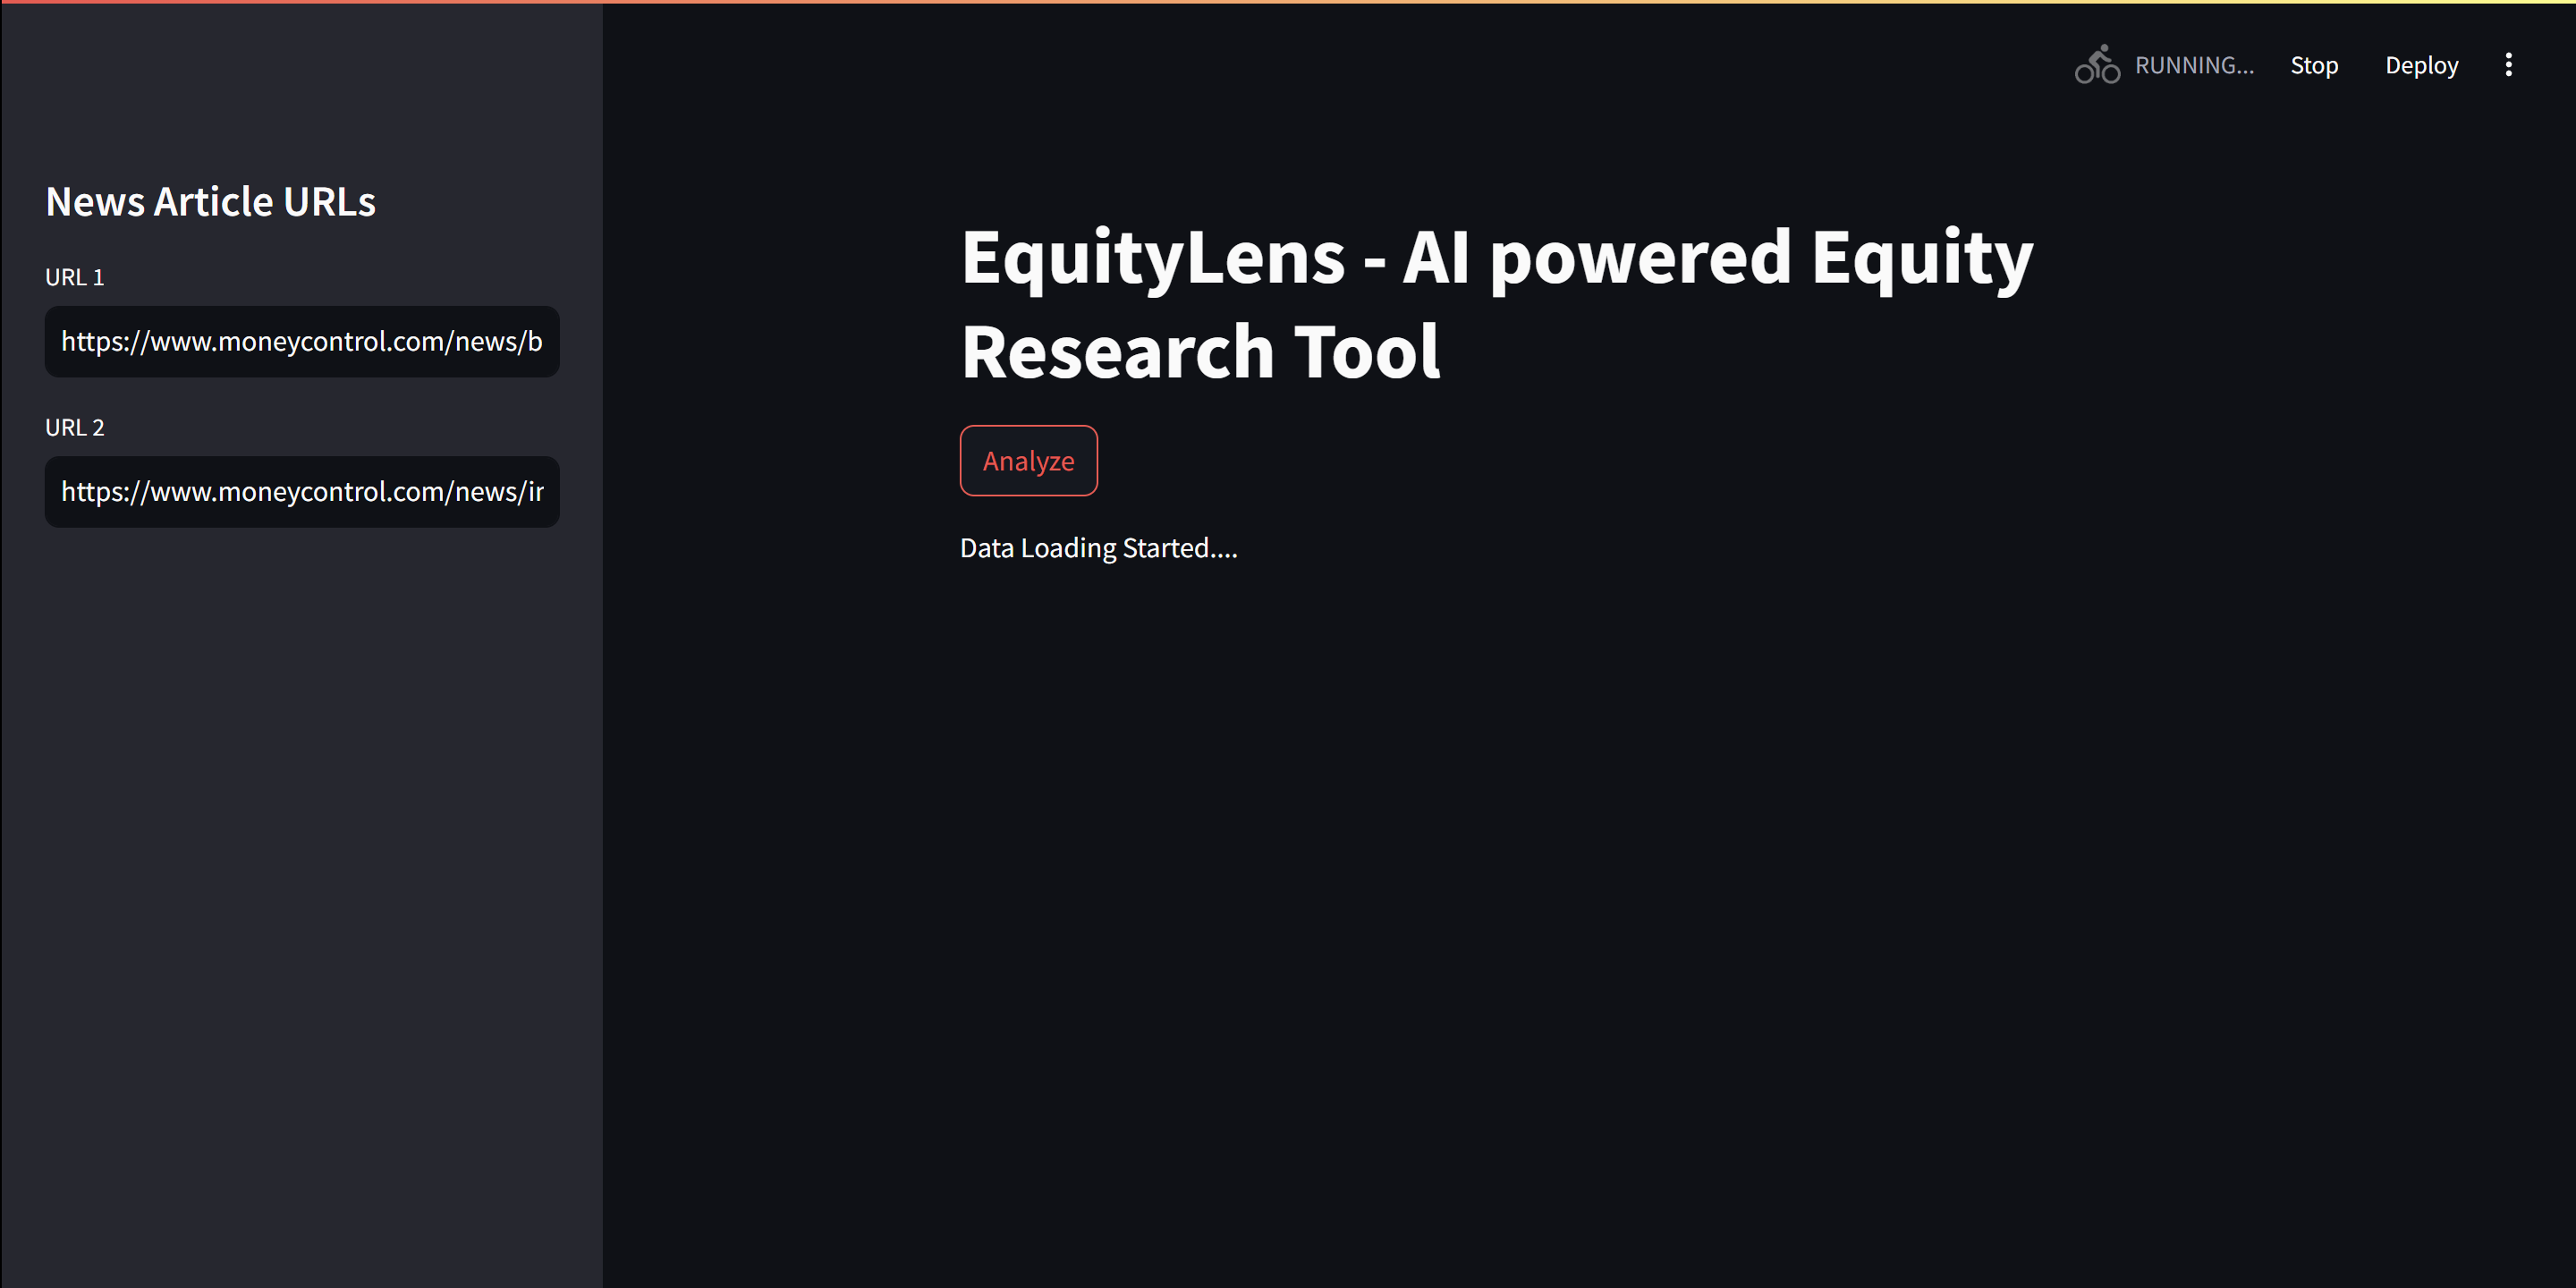 RUNNING...
Stop
Deploy
News Article URLs
URL 1
https://www.moneycontrol.com/news/b
URL 2
https://www.moneycontrol.com/news/ir
EquityLens - AI powered Equity
Research Tool
Analyze
Data Loading Started....